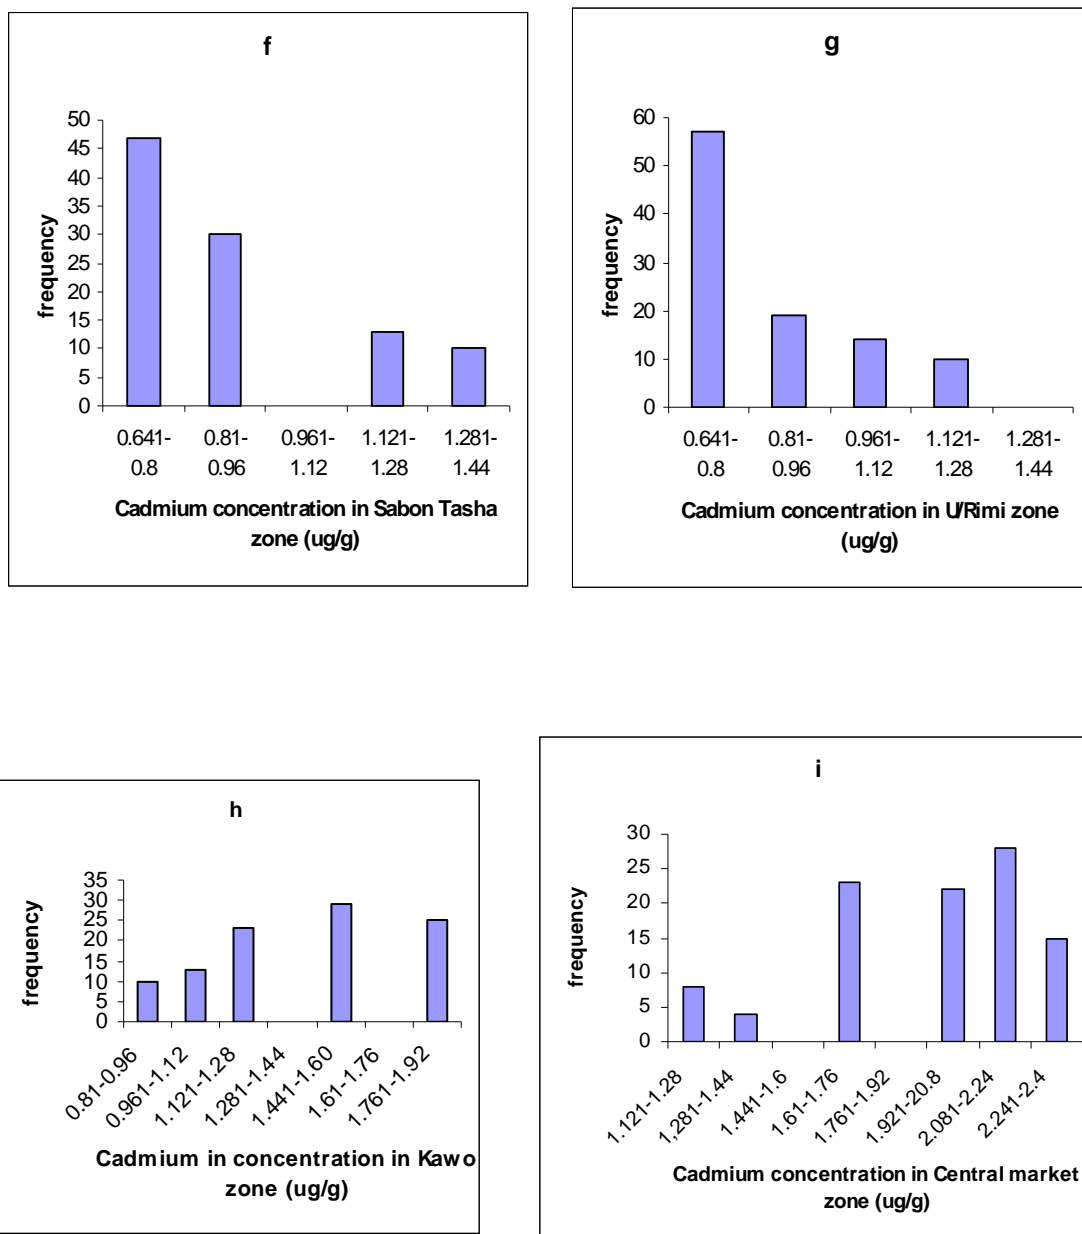 f
50
45
40
35
30
25
20
15
10
5
0
frequency
0.641- 0.81- 0.961- 1.121- 1.281-
0.8 0.96 1.12 1.28 1.44
Cadmium concentration in Sabon Tasha
zone (ug/g)
g
60
50
40
30
20
10
0
frequency
0.641- 0.81- 0.961- 1.121- 1.281-
0.8 0.96 1.12 1.28 1.44
Cadmium concentration in U/Rimi zone
(ug/g)
h
35
30
25
20
15
10
5
0
frequency
0.81-0.96
0.961-1.12
1.121-1.28
1.281-1.44
1.441-1.60
1.61-1.76
1.761-1.92
Cadmium in concentration in Kawo
zone (ug/g)
i
30
25
20
15
10
5
0
frequency
1.121-1.28
1,281-1.44
1.441-1.6
1.61-1.76
1.761-1.92
1.921-20.8
2.081-2.24
2.241-2.4
Cadmium concentration in Central market
zone (ug/g)